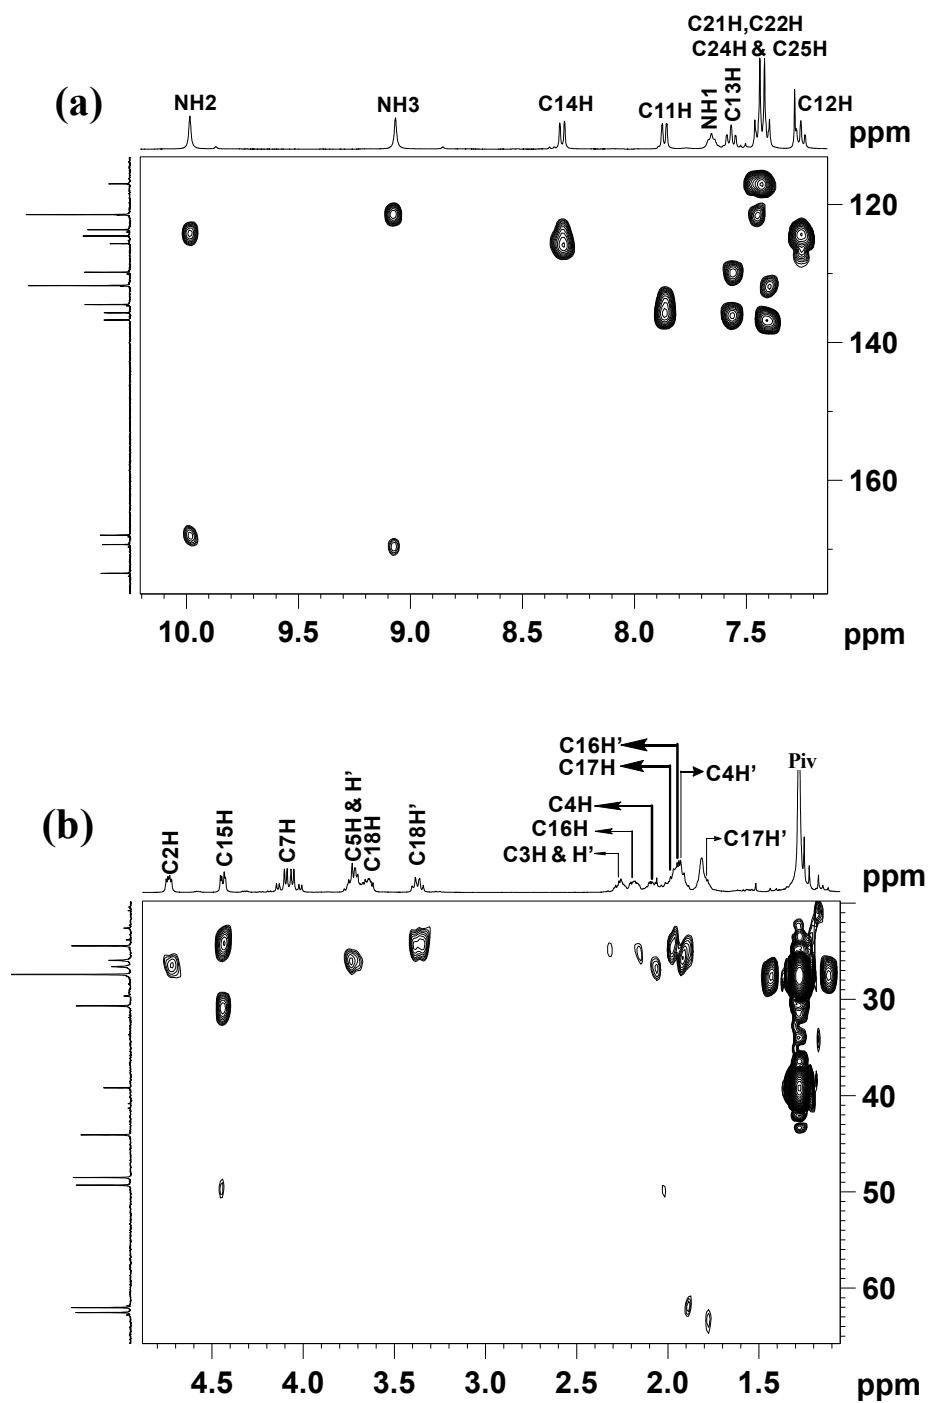 (a)
C21H,C22H
C24H & C25H
NH2
NH3
C14H
C11H
NH1
C13H
C12H
ppm
120
140
160
10.0 9.5 9.0 8.5 8.0 7.5 ppm
(b)
C16H’
C17H
C4H
C16H
C3H & H’
C4H’
Piv
C17H’
C2H
C15H
C7H
C5H & H’
C18H
C18H’
ppm
30
40
50
60
4.5 4.0 3.5 3.0 2.5 2.0 1.5 ppm